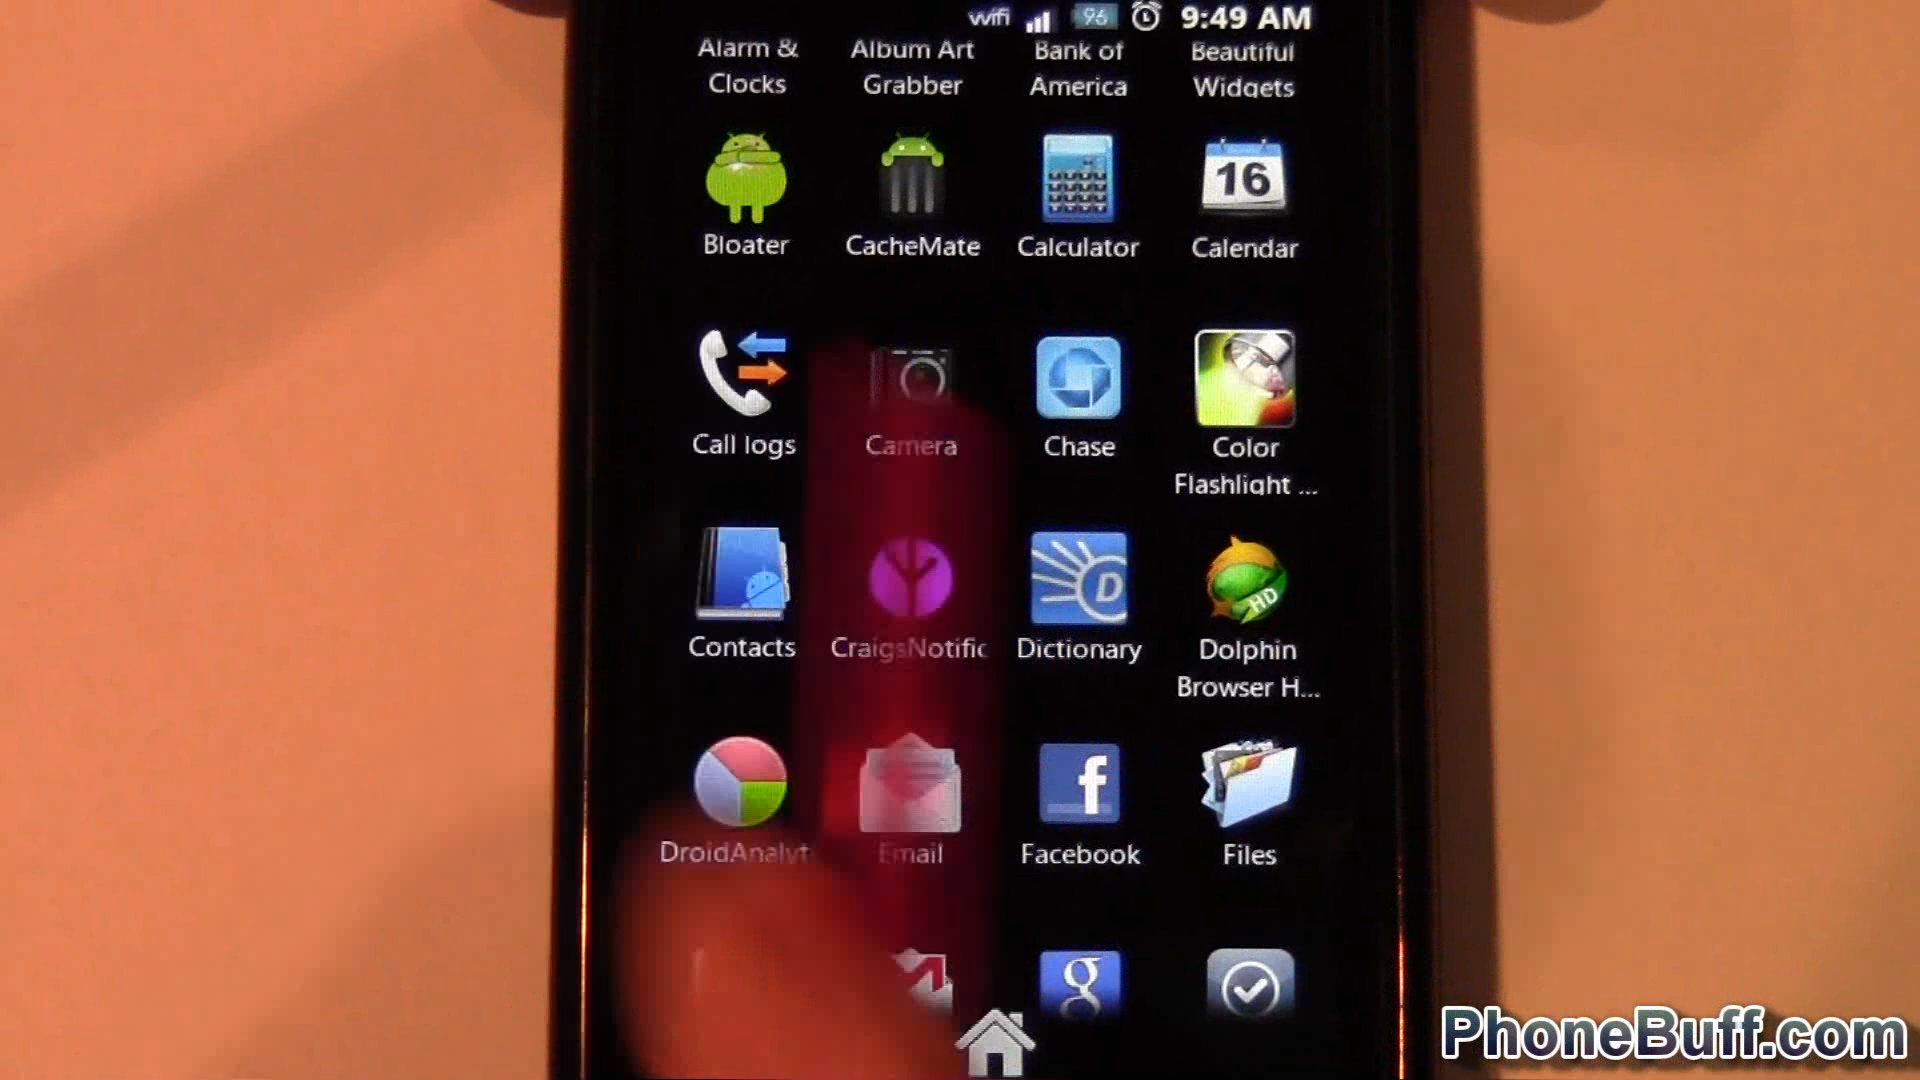 wifi 96 9:49 AM
Alarm & Clocks
Album Art Grabber
Bank of America
Beautiful Widgets
Bloater
CacheMate
Calculator
16
Calendar
Call logs
Camera
Chase
Color Flashlight ...
Contacts
CraigsNotific
D
Dictionary
HD
Dolphin Browser H...
DroidAnalyt
Email
f
Facebook
Files
g
PhoneBuff.com